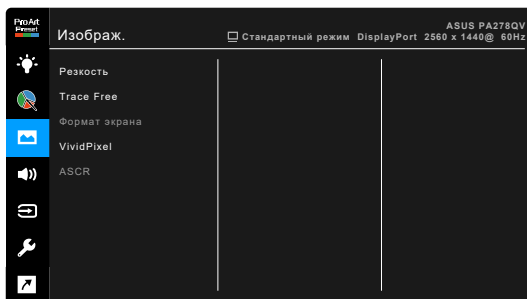 ProArt
Preset
Изображ.
ASUS PA278QV
Стандартный режим DisplayPort 2560 x 1440@ 60Hz
Резкость
Trace Free
Формат экрана
VividPixel
ASCR